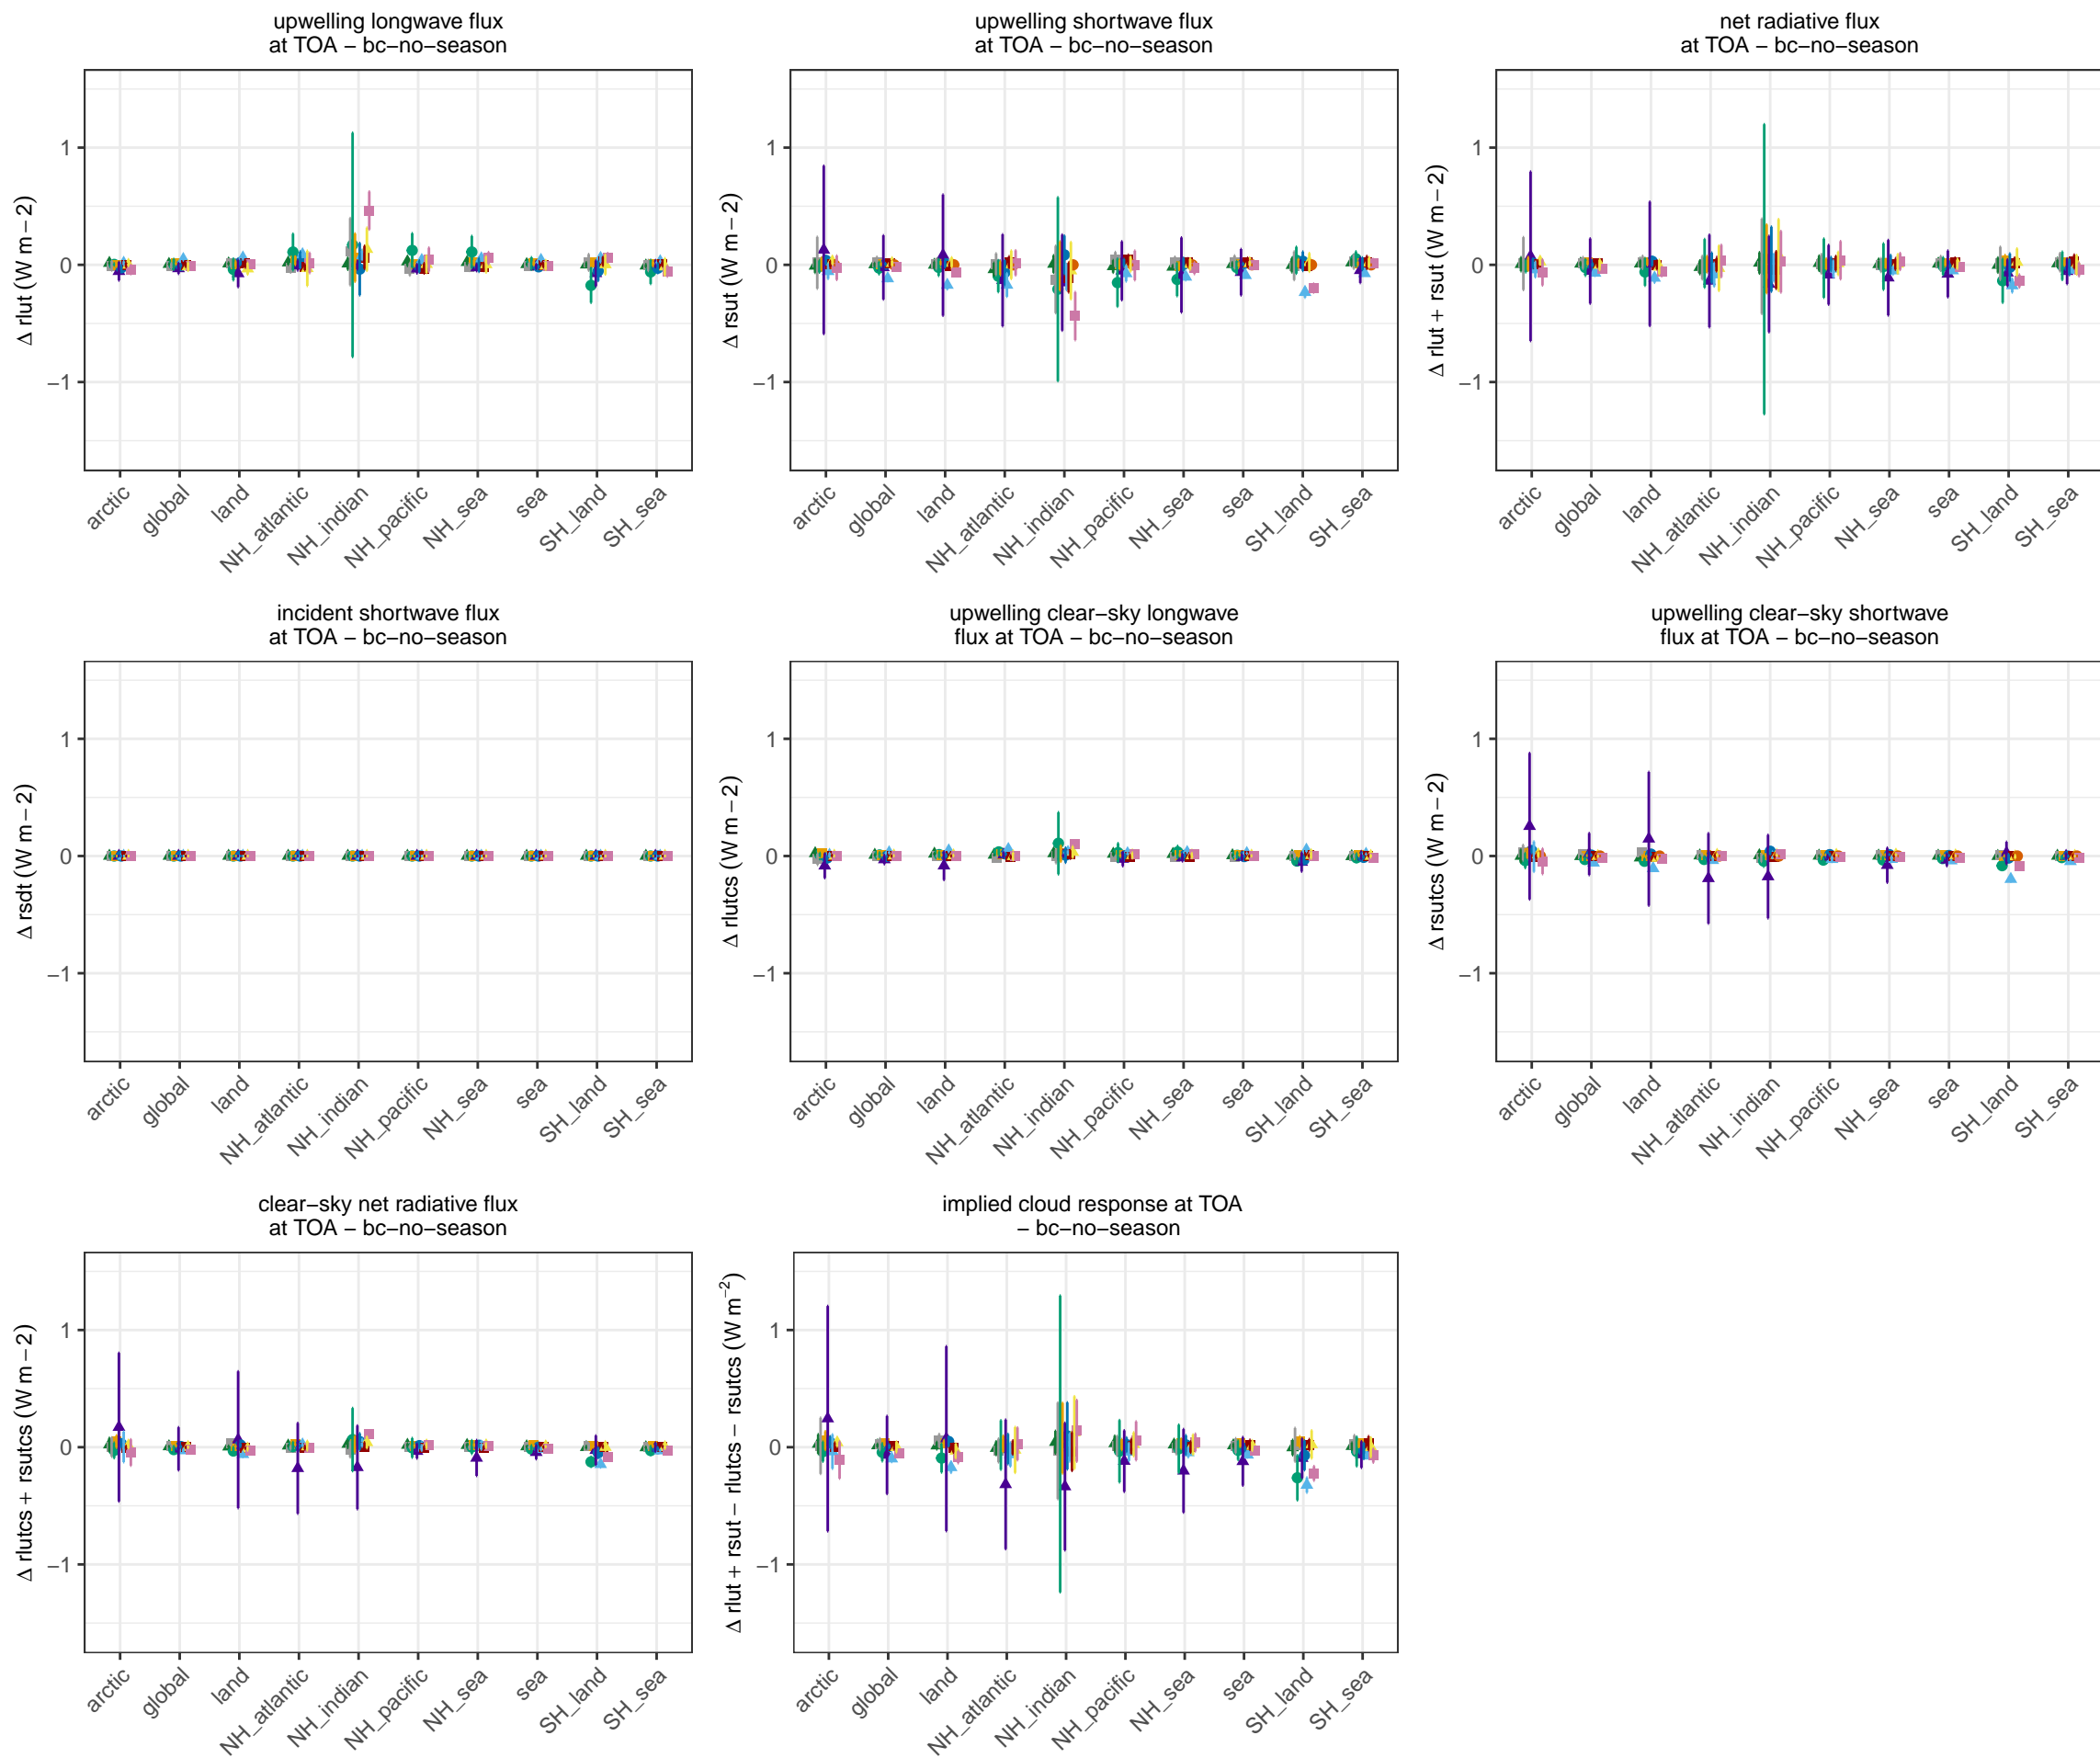 upwelling longwave flux
at TOA − bc−no−season
Δ rlut (W m − 2)
1
0
−1
arctic
global
land
NH_atlantic
NH_indian
NH_pacific
NH_sea
sea
SH_land
SH_sea
upwelling shortwave flux
at TOA − bc−no−season
Δ rsut (W m − 2)
1
0
−1
arctic
global
land
NH_atlantic
NH_indian
NH_pacific
NH_sea
sea
SH_land
SH_sea
net radiative flux
at TOA − bc−no−season
Δ rlut + rsut (W m − 2)
1
0
−1
arctic
global
land
NH_atlantic
NH_indian
NH_pacific
NH_sea
sea
SH_land
SH_sea
incident shortwave flux
at TOA − bc−no−season
Δ rsdt (W m − 2)
1
0
−1
arctic
global
land
NH_atlantic
NH_indian
NH_pacific
NH_sea
sea
SH_land
SH_sea
upwelling clear−sky longwave
flux at TOA − bc−no−season
Δ rlutcs (W m − 2)
1
0
−1
arctic
global
land
NH_atlantic
NH_indian
NH_pacific
NH_sea
sea
SH_land
SH_sea
upwelling clear−sky shortwave
flux at TOA − bc−no−season
Δ rsutcs (W m − 2)
1
0
−1
arctic
global
land
NH_atlantic
NH_indian
NH_pacific
NH_sea
sea
SH_land
SH_sea
clear−sky net radiative flux
at TOA − bc−no−season
Δ rlutcs + rsutcs (W m − 2)
1
0
−1
arctic
global
land
NH_atlantic
NH_indian
NH_pacific
NH_sea
sea
SH_land
SH_sea
implied cloud response at TOA
− bc−no−season
Δ rlut + rsut − rlutcs − rsutcs (W m⁻²)
1
0
−1
arctic
global
land
NH_atlantic
NH_indian
NH_pacific
NH_sea
sea
SH_land
SH_sea